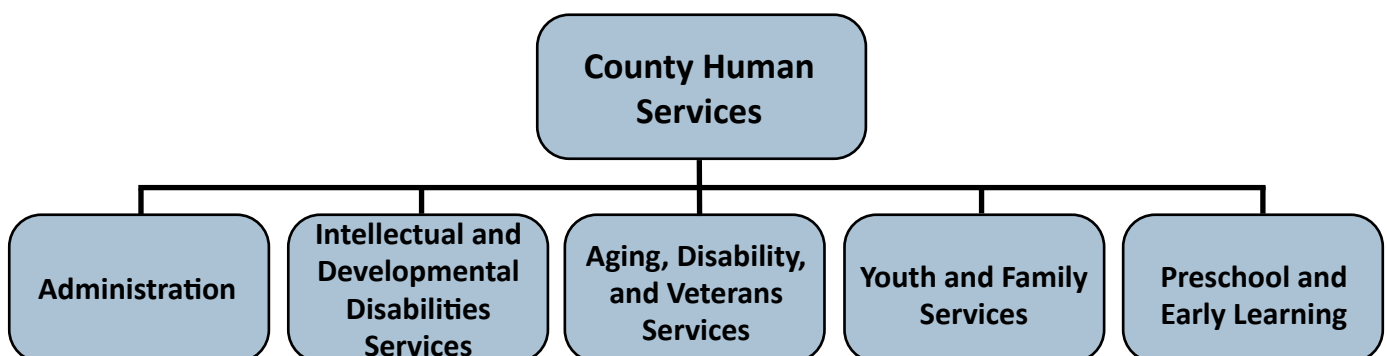 County Human
Services
Administration
Intellectual and
Developmental
Disabilities
Services
Aging, Disability,
and Veterans
Services
Youth and Family
Services
Preschool and
Early Learning